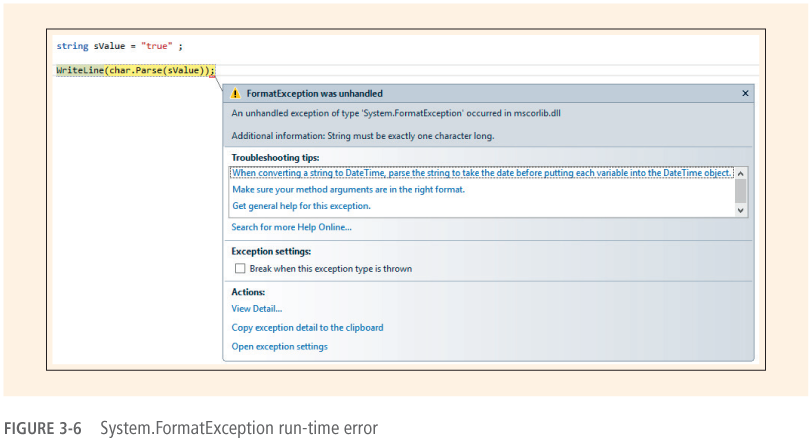 string sValue = "true" ;
WriteLine(char.Parse(sValue));
FormatException was unhandled
An unhandled exception of type 'System.FormatException' occurred in mscorlib.dll
Additional information: String must be exactly one character long.
Troubleshooting tips:
When converting a string to DateTime, parse the string to take the date before putting each variable into the DateTime object.
Make sure your method arguments are in the right format.
Get general help for this exception.
Search for more Help Online...
Exception settings:
Break when this exception type is thrown
Actions:
View Detail...
Copy exception detail to the clipboard
Open exception settings
FIGURE 3-6 System.FormatException run-time error